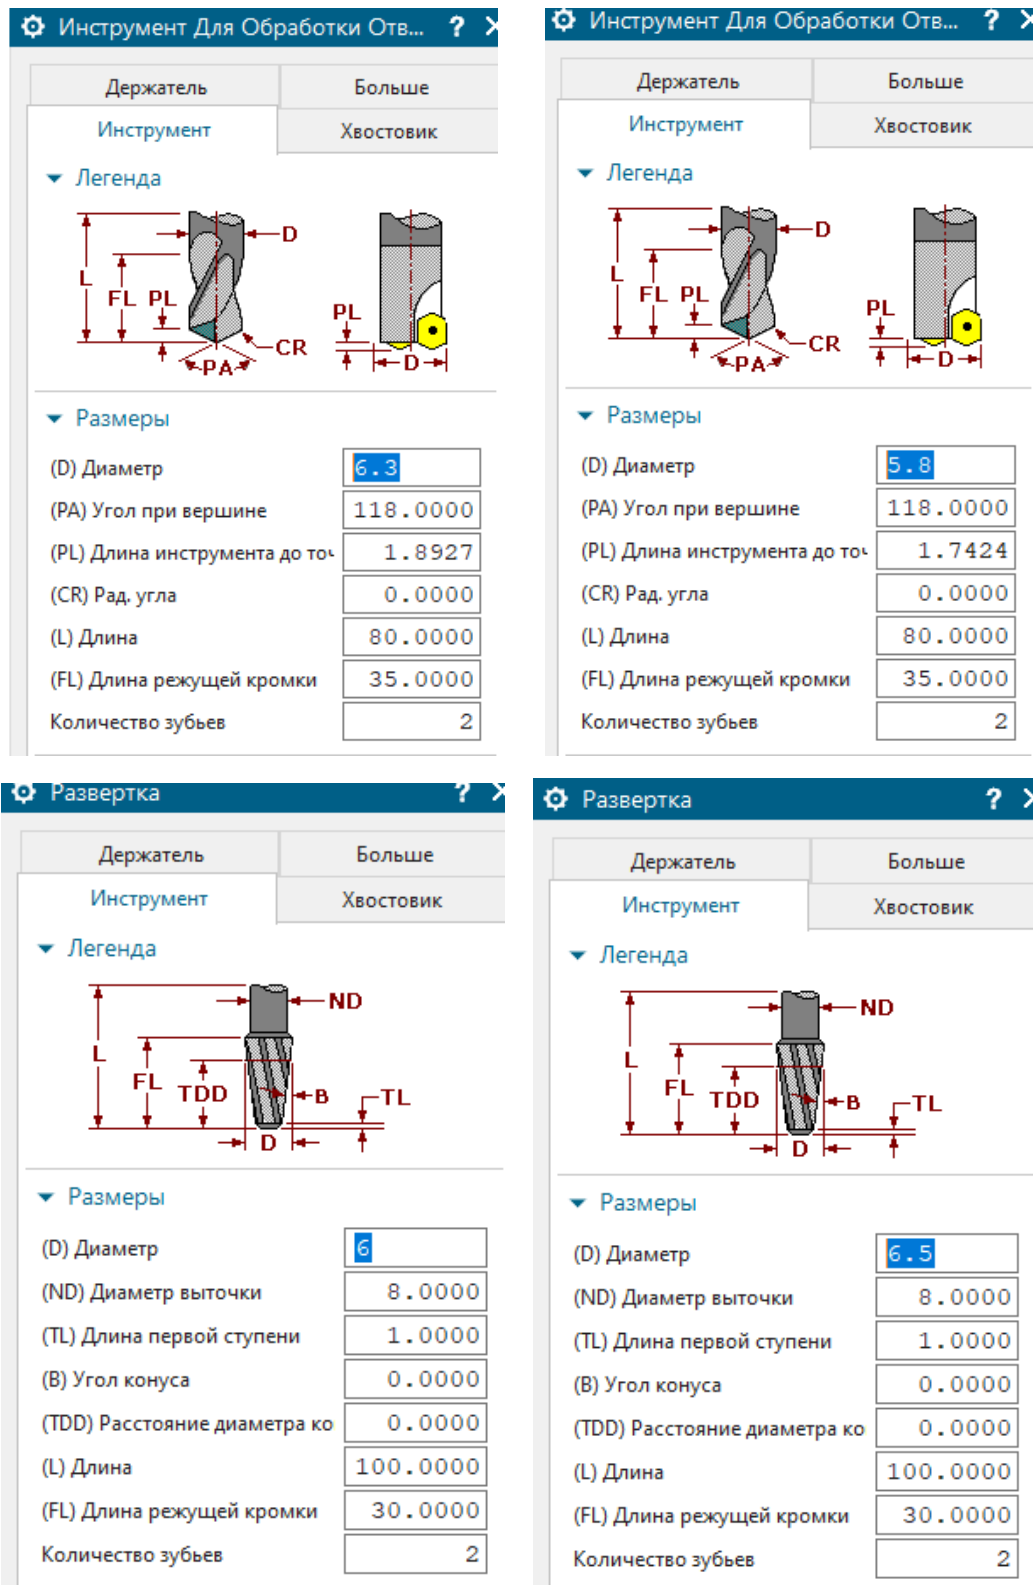 Инструмент Для Обработки Отв... ?
Держатель Больше
Инструмент Хвостовик
Легенда
L FL PL D PA CR PL D
Размеры
(D) Диаметр 6.3
(PA) Угол при вершине 118.0000
(PL) Длина инструмента до точ 1.8927
(CR) Рад. угла 0.0000
(L) Длина 80.0000
(FL) Длина режущей кромки 35.0000
Количество зубьев 2
Инструмент Для Обработки Отв... ?
Держатель Больше
Инструмент Хвостовик
Легенда
L FL PL D PA CR PL D
Размеры
(D) Диаметр 5.8
(PA) Угол при вершине 118.0000
(PL) Длина инструмента до точ 1.7424
(CR) Рад. угла 0.0000
(L) Длина 80.0000
(FL) Длина режущей кромки 35.0000
Количество зубьев 2
Развертка ?
Держатель Больше
Инструмент Хвостовик
Легенда
ND L FL TDD B TL D
Размеры
(D) Диаметр 6
(ND) Диаметр выточки 8.0000
(TL) Длина первой ступени 1.0000
(B) Угол конуса 0.0000
(TDD) Расстояние диаметра ко 0.0000
(L) Длина 100.0000
(FL) Длина режущей кромки 30.0000
Количество зубьев 2
Развертка ?
Держатель Больше
Инструмент Хвостовик
Легенда
ND L FL TDD B TL D
Размеры
(D) Диаметр 6.5
(ND) Диаметр выточки 8.0000
(TL) Длина первой ступени 1.0000
(B) Угол конуса 0.0000
(TDD) Расстояние диаметра ко 0.0000
(L) Длина 100.0000
(FL) Длина режущей кромки 30.0000
Количество зубьев 2